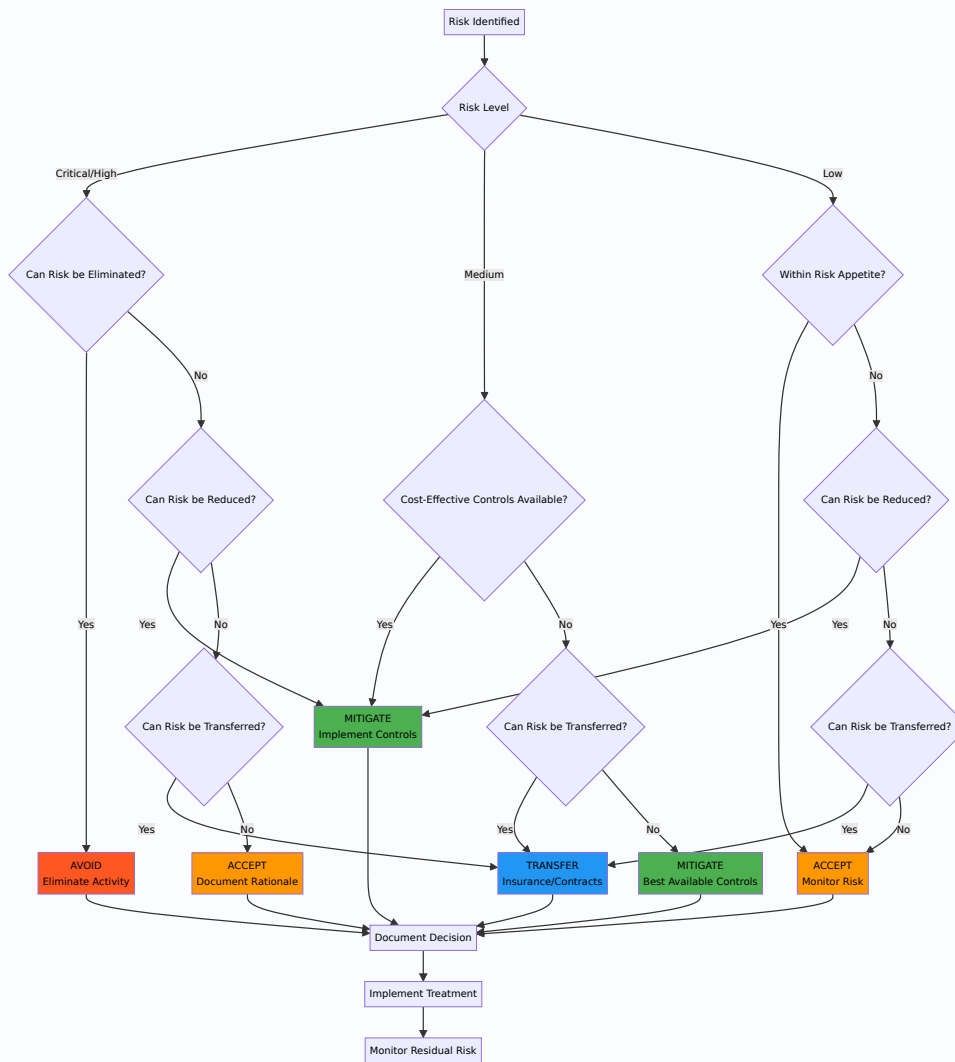 Risk Identified
Risk Level
Critical/High
Low
Can Risk be Eliminated?
Medium
Within Risk Appetite?
No
No
Can Risk be Reduced?
Cost-Effective Controls Available?
Can Risk be Reduced?
Yes
Yes
No
Yes
No
Yes
Yes
No
Can Risk be Transferred?
MITIGATE
Implement Controls
Can Risk be Transferred?
Can Risk be Transferred?
Yes
No
Yes
No
Yes
No
AVOID
Eliminate Activity
ACCEPT
Document Rationale
TRANSFER
Insurance/Contracts
MITIGATE
Best Available Controls
ACCEPT
Monitor Risk
Document Decision
Implement Treatment
Monitor Residual Risk